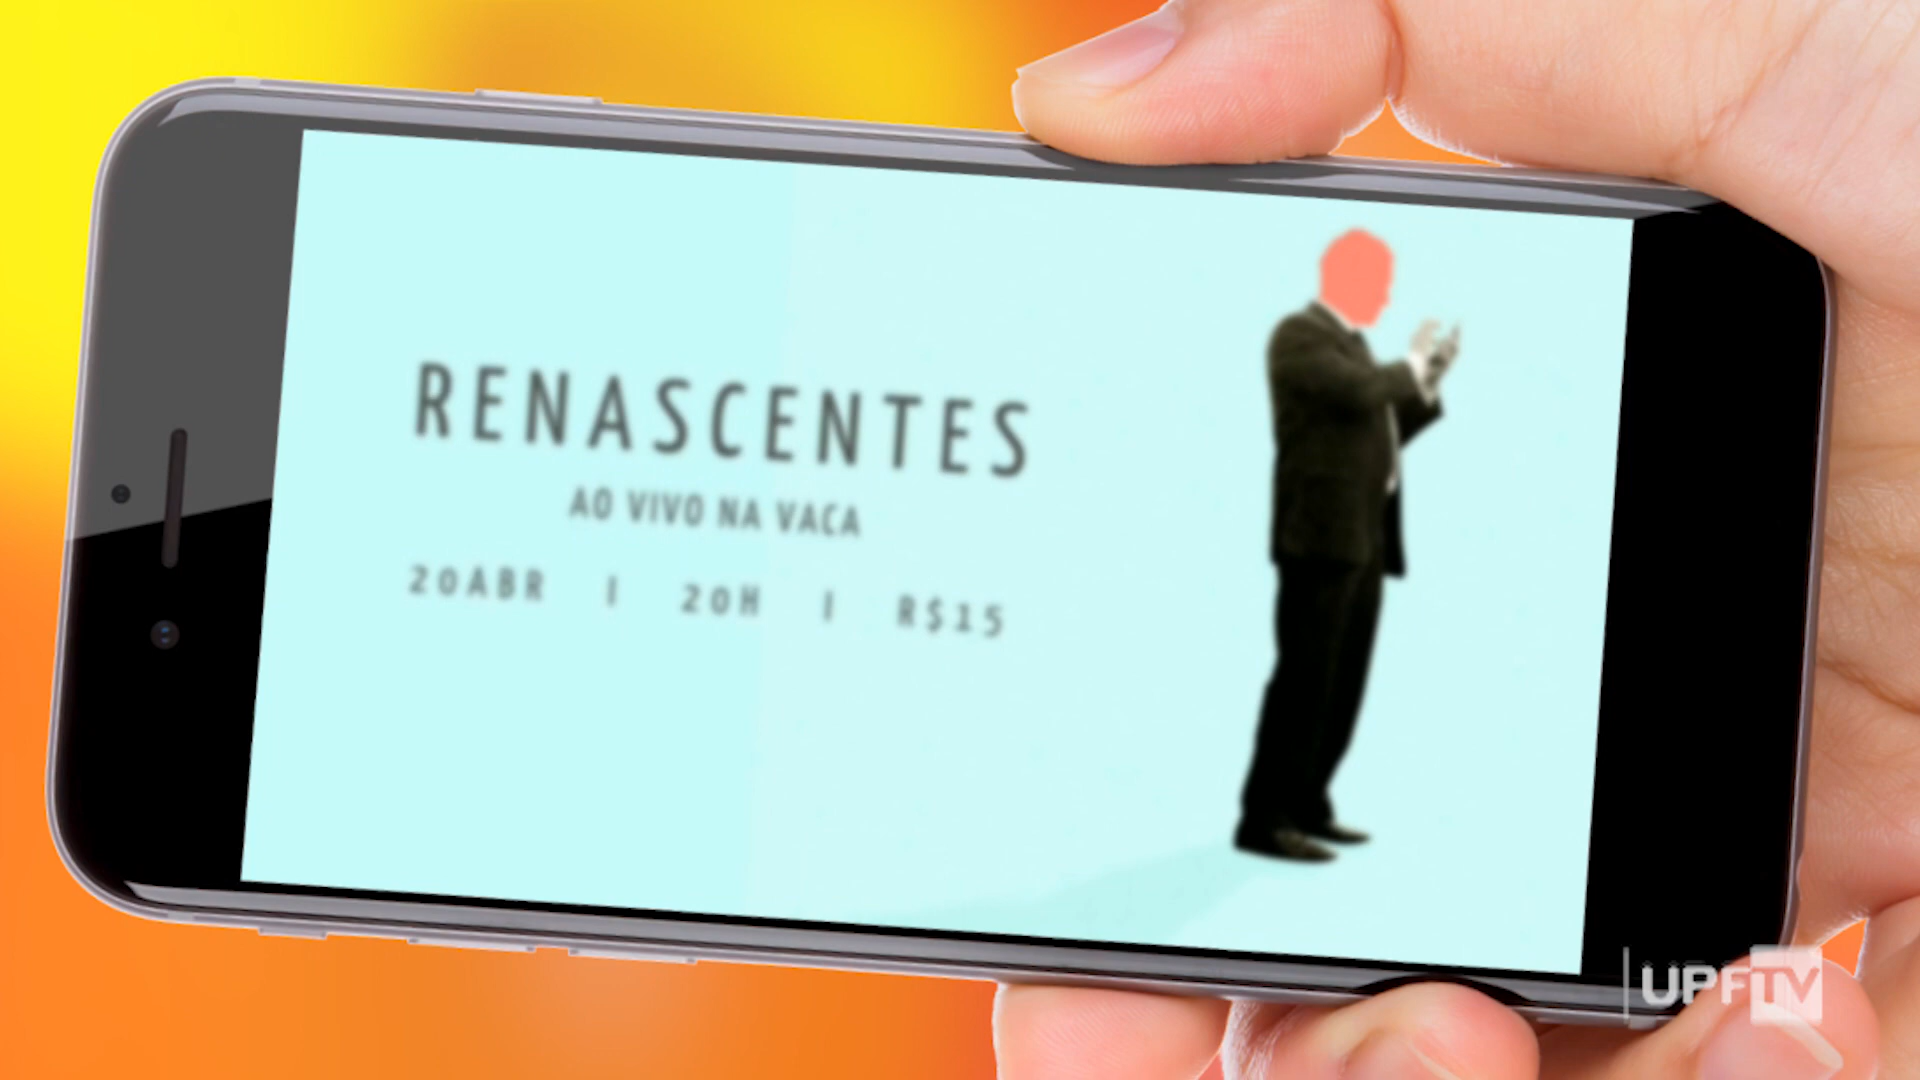 RENASCENTES
AO VIVO NA VACA
20ABR | 20H | R$15
UPFTV